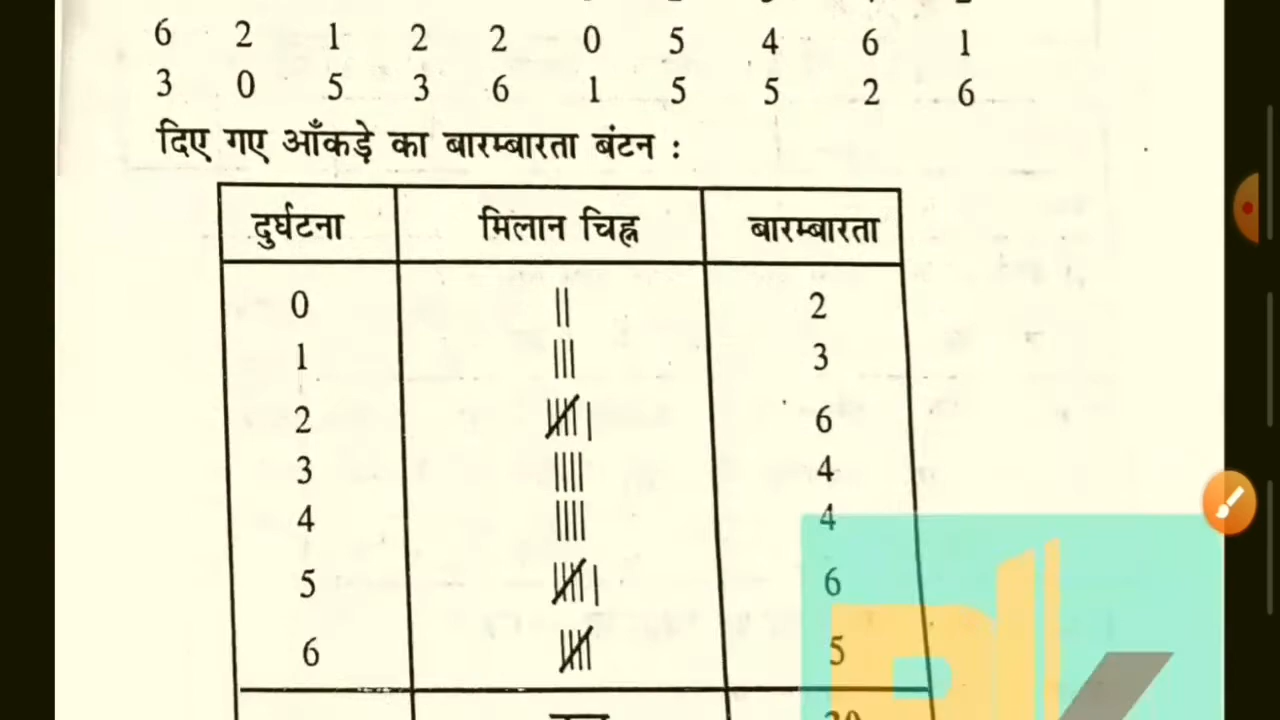 6 2 1 2 2 0 5 4 6 1
3 0 5 3 6 1 5 5 2 6
दिए गए आँकड़े का बारम्बारता बंटन :
दुर्घटना मिलान चिह्न बारम्बारता
0 || 2
1 ||| 3
2 6
3 |||| 4
4 |||| 4
5 6
6 5